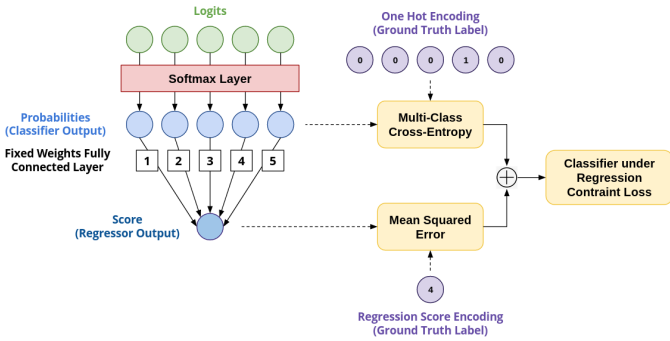 Logits
One Hot Encoding
(Ground Truth Label)
0 0 0 1 0
Softmax Layer
Probabilities
(Classifier Output)
Multi-Class
Cross-Entropy
Fixed Weights Fully
Connected Layer
1 2 3 4 5
Classifier under
Regression
Contraint Loss
Score
(Regressor Output)
Mean Squared
Error
4
Regression Score Encoding
(Ground Truth Label)